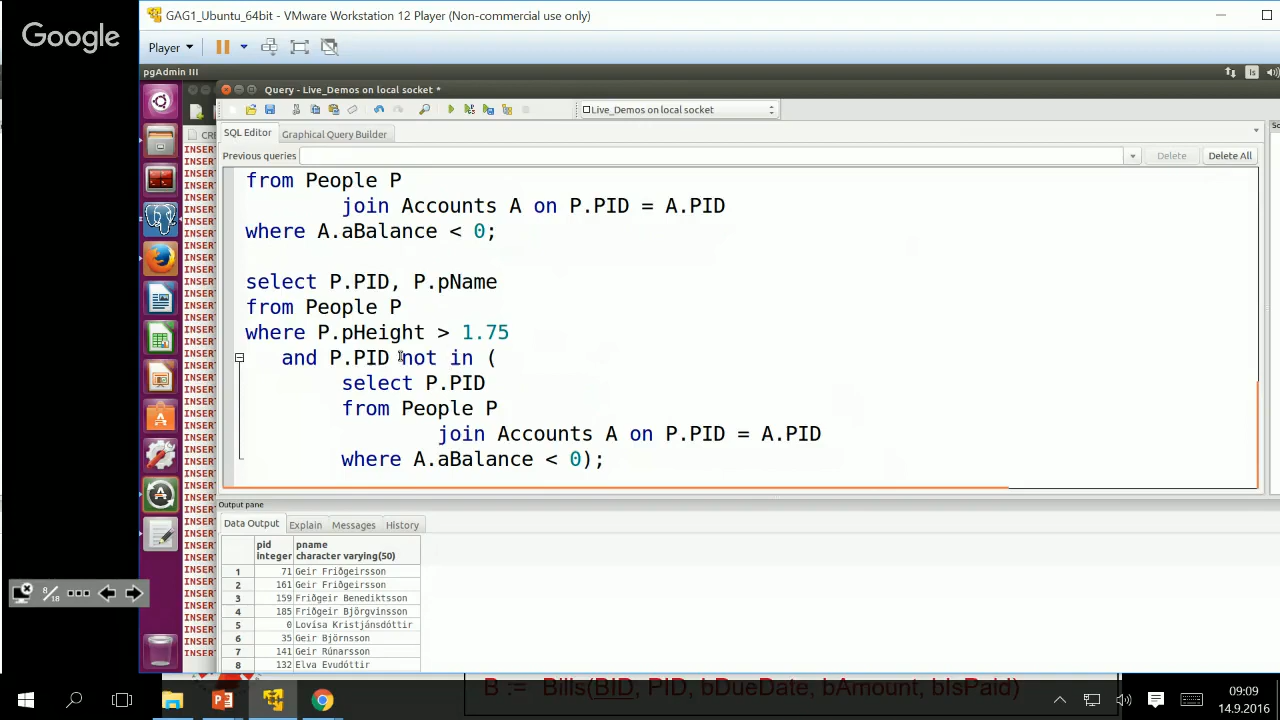 Google
GAG1_Ubuntu_64bit - VMware Workstation 12 Player (Non-commercial use only)
Player
pgAdmin III
Is
Query - Live_Demos on local socket *
Live_Demos on local socket
SQL Editor
Graphical Query Builder
Previous queries
Delete
Delete All
from People P
join Accounts A on P.PID = A.PID
where A.aBalance < 0;
select P.PID, P.pName
from People P
where P.pHeight > 1.75
and P.PID not in (
select P.PID
from People P
join Accounts A on P.PID = A.PID
where A.aBalance < 0);
Output pane
Data Output
Explain
Messages
History
pid integer
pname character varying(50)
1 71 Geir Friðgeirsson
2 161 Geir Friðgeirsson
3 159 Friðgeir Benediktsson
4 185 Friðgeir Björgvinsson
5 0 Lovísa Kristjánsdóttir
6 35 Geir Björnsson
7 141 Geir Rúnarsson
8 132 Elva Evudóttir
8/18
B := Bills(BID, PID, bDueDate, bAmount, bIsPaid)
09:09
14.9.2016